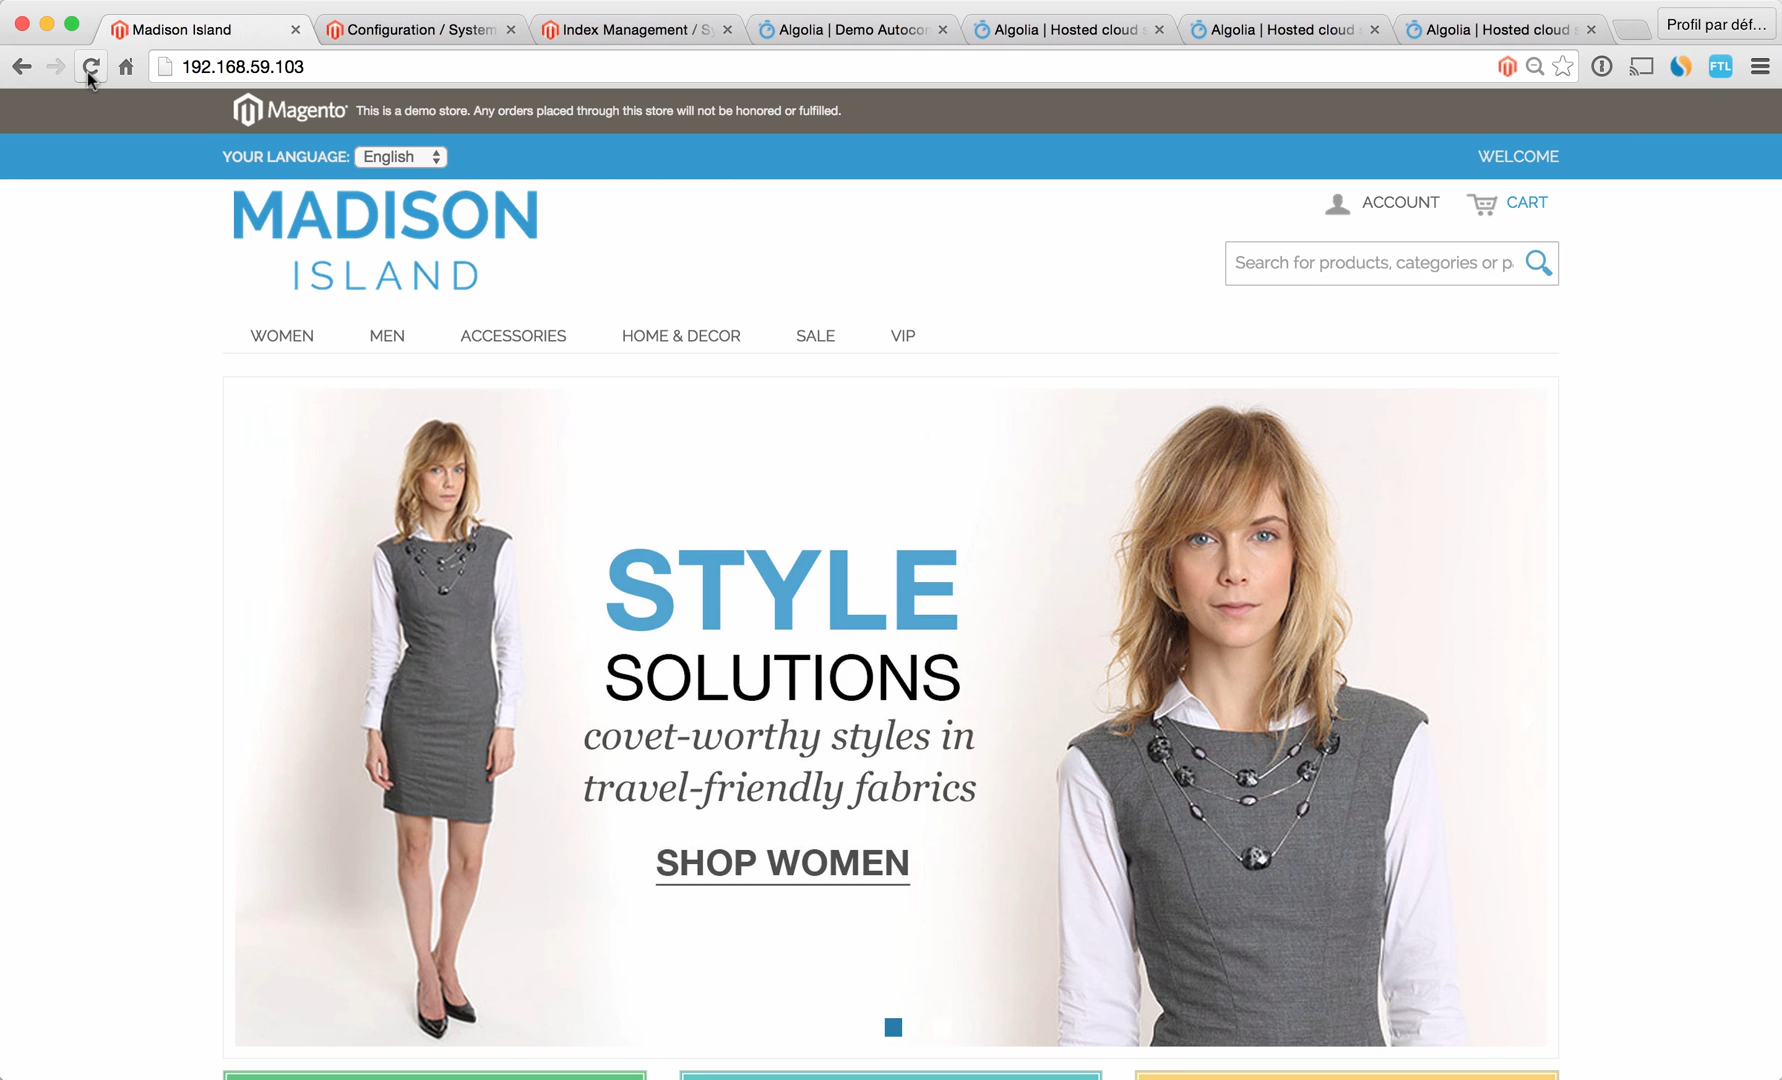 Madison Island
Configuration / System
Index Management / Sy
Algolia | Demo Autocon
Algolia | Hosted cloud s
Algolia | Hosted cloud s
Algolia | Hosted cloud s
Profil par déf...
192.168.59.103
FTL
Magento
This is a demo store. Any orders placed through this store will not be honored or fulfilled.
YOUR LANGUAGE: English
WELCOME
MADISON
ISLAND
ACCOUNT
CART
Search for products, categories or pa
WOMEN
MEN
ACCESSORIES
HOME & DECOR
SALE
VIP
STYLE
SOLUTIONS
covet-worthy styles in
travel-friendly fabrics
SHOP WOMEN